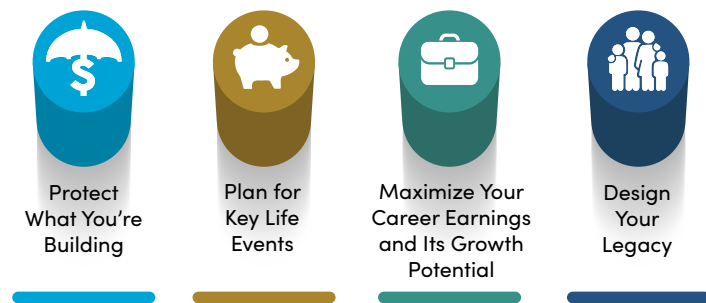 $
Protect
What You're
Building
Plan for
Key Life
Events
Maximize Your
Career Earnings
and Its Growth
Potential
Design
Your
Legacy